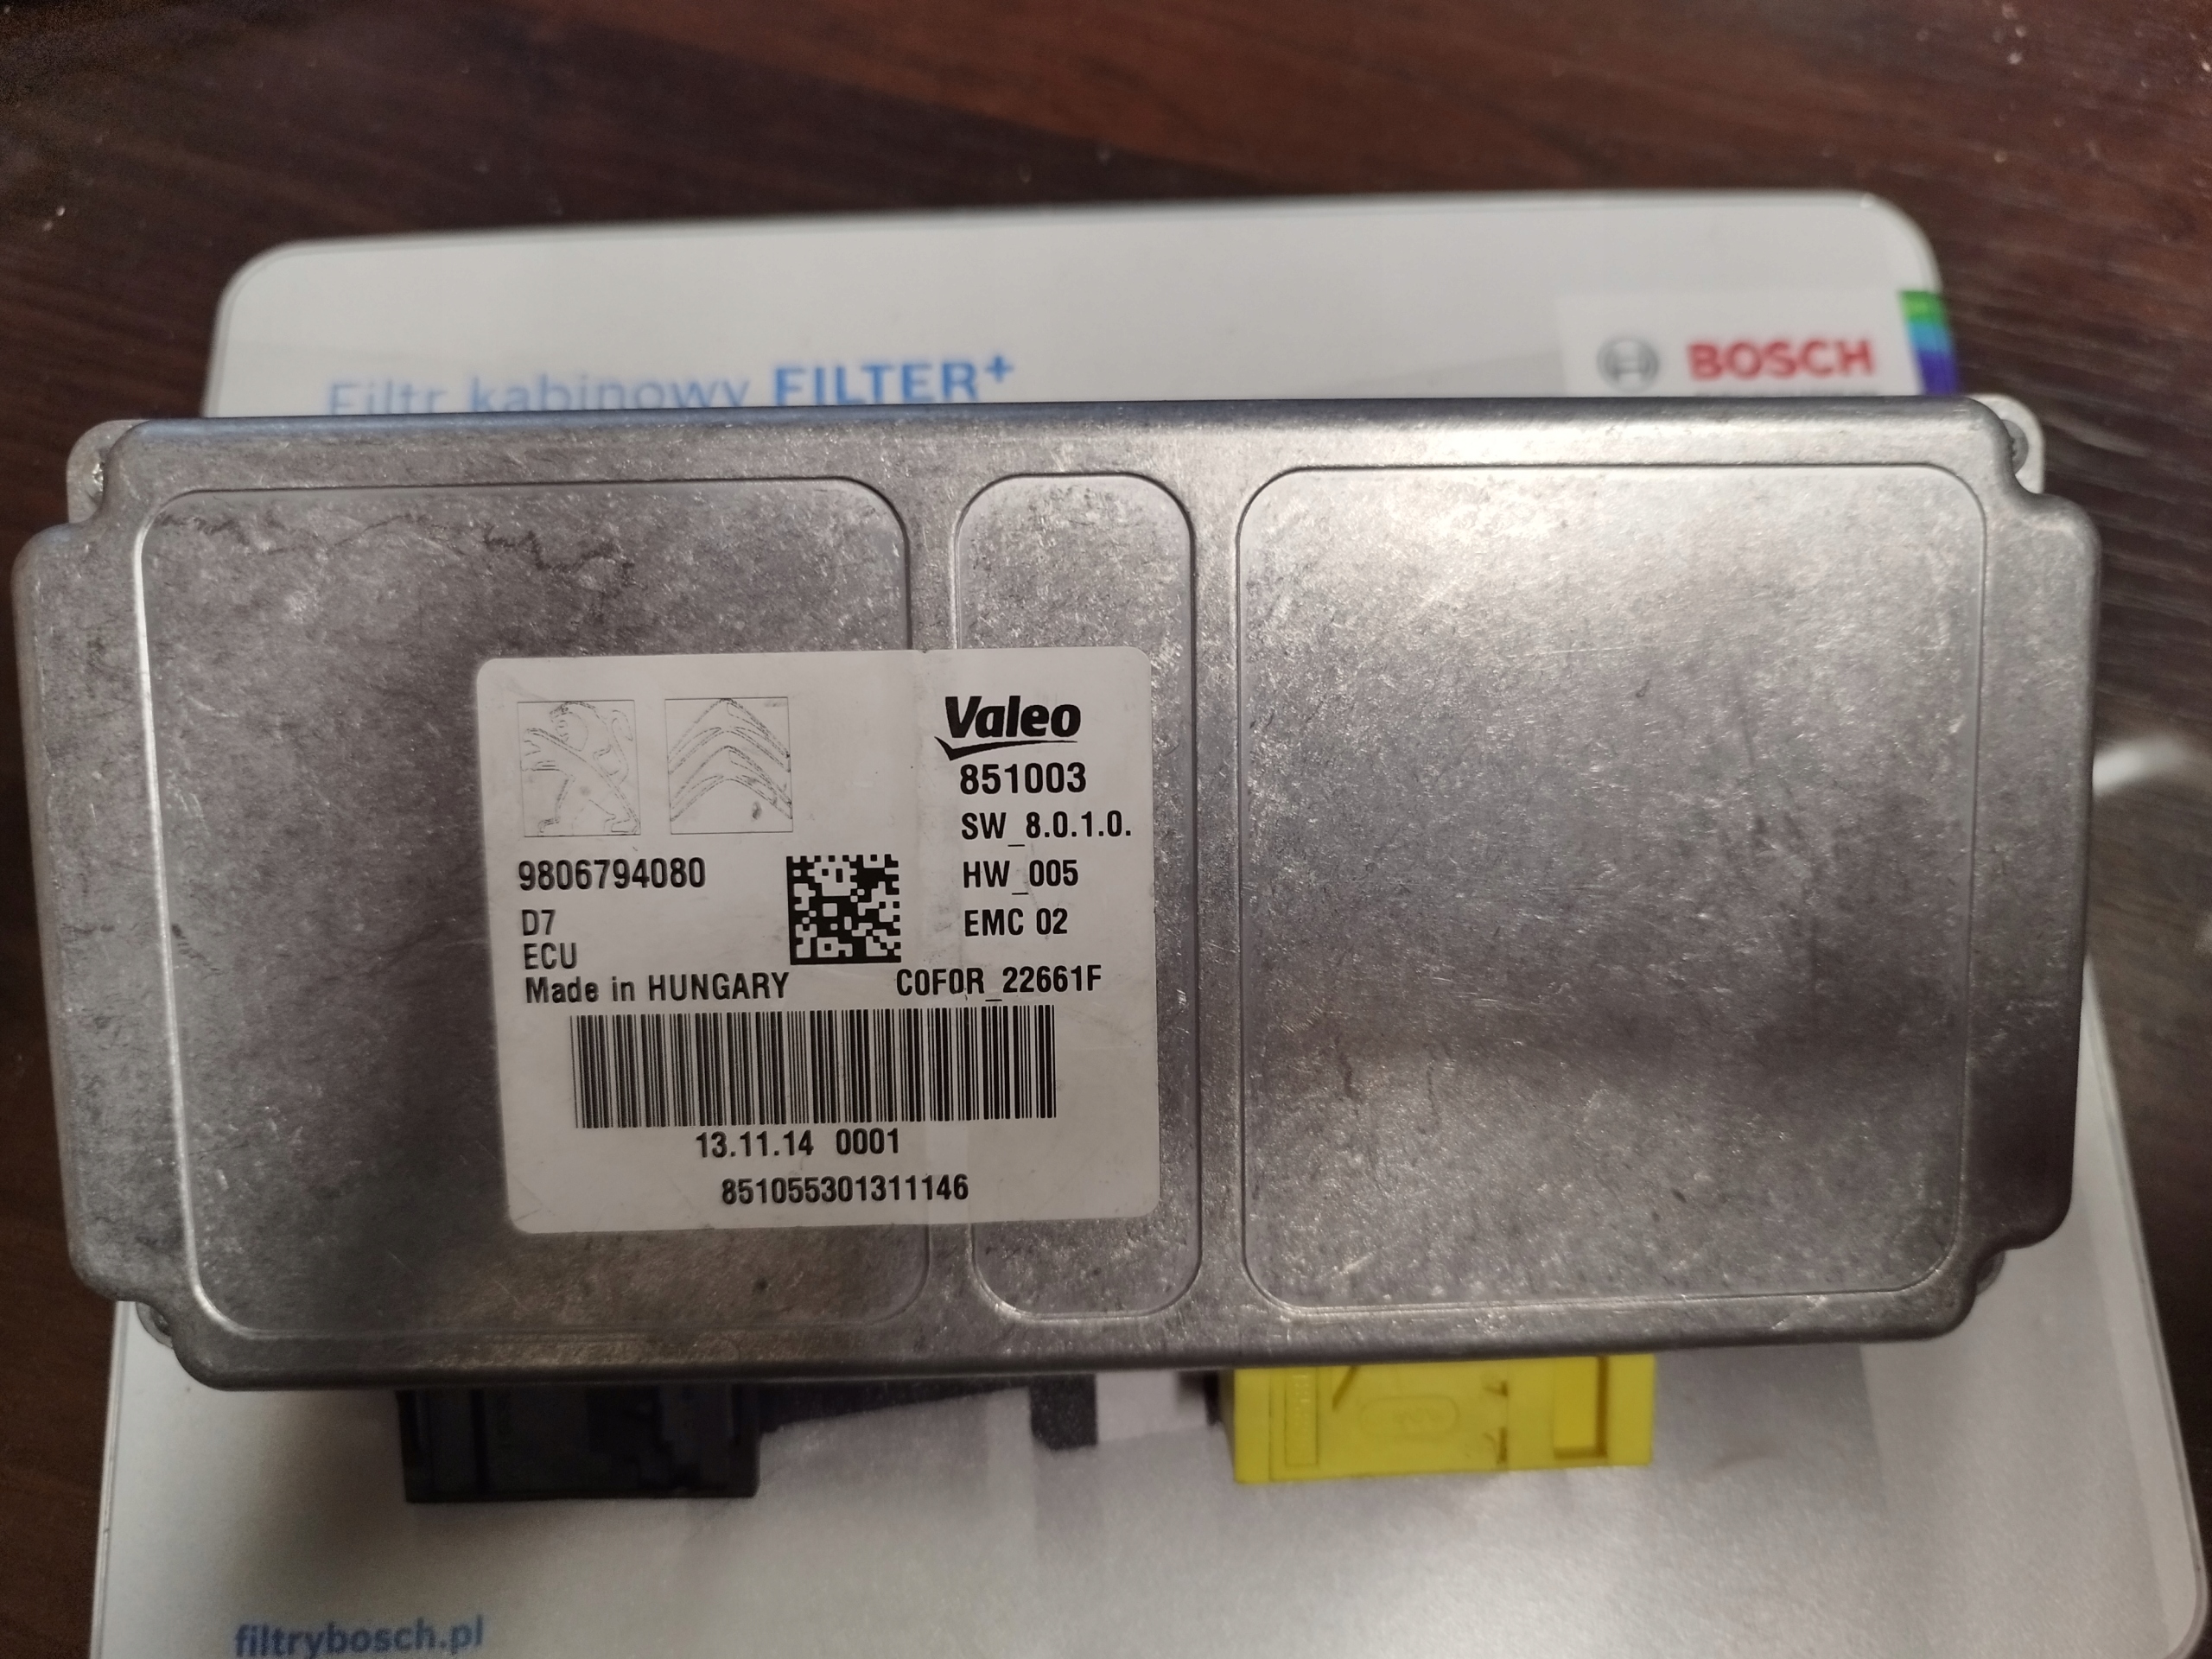 Filtr kabinowy FILTER+
BOSCH
Valeo
851003
SW_8.0.1.0.
9806794080
HW_005
D7
EMC 02
ECU
Made in HUNGARY
COFOR_22661F
13.11.14 0001
851055301311146
filtrybosch.pl